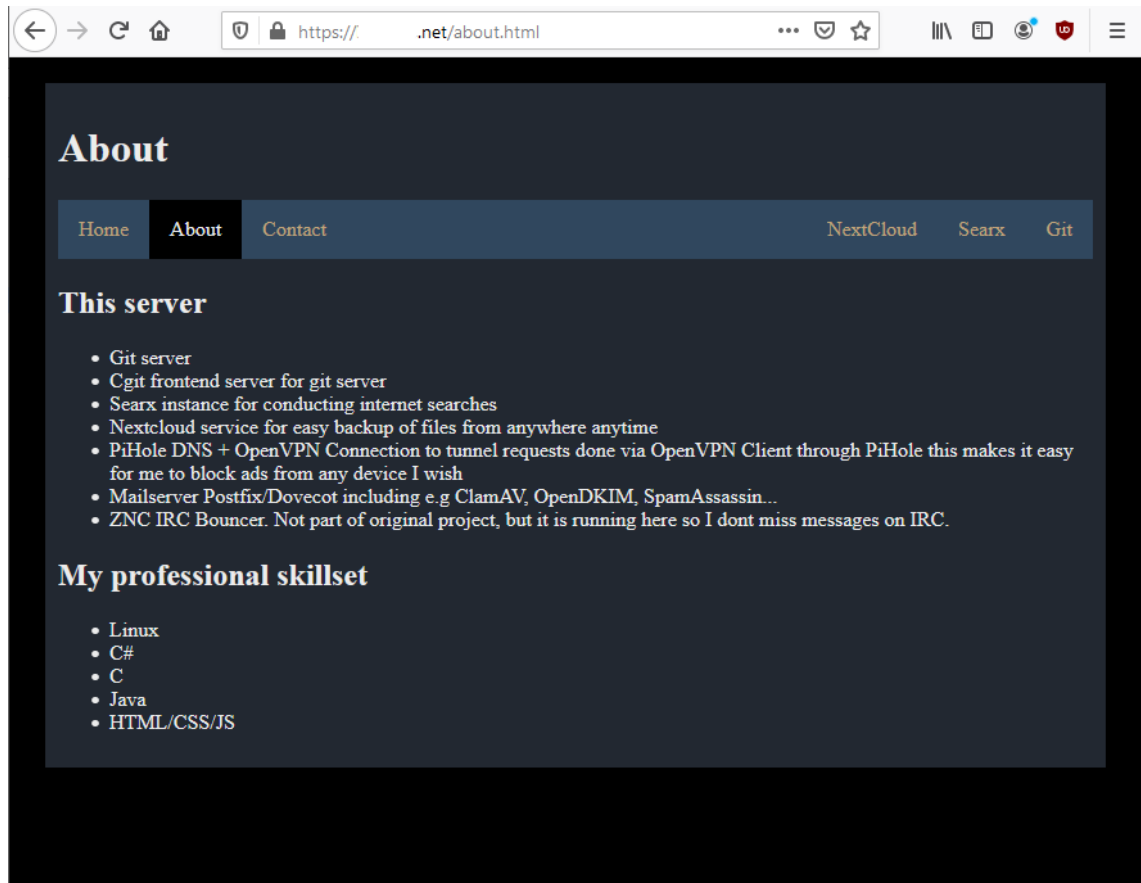 https://
.net/about.html
About
Home About Contact NextCloud Searx Git
This server
Git server
Cgit frontend server for git server
Searx instance for conducting internet searches
Nextcloud service for easy backup of files from anywhere anytime
PiHole DNS + OpenVPN Connection to tunnel requests done via OpenVPN Client through PiHole this makes it easy
for me to block ads from any device I wish
Mailserver Postfix/Dovecot including e.g ClamAV, OpenDKIM, SpamAssassin...
ZNC IRC Bouncer. Not part of original project, but it is running here so I dont miss messages on IRC.
My professional skillset
Linux
C#
C
Java
HTML/CSS/JS